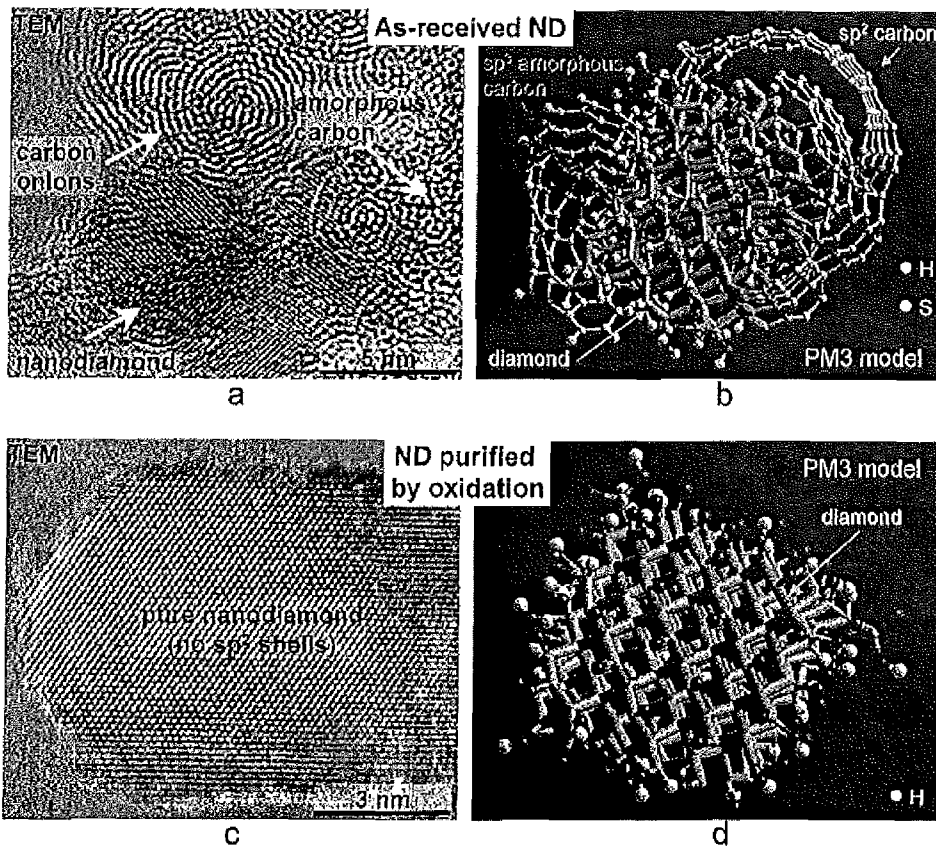 TEM
As-received ND
carbon
onions
amorphous
carbon
nanodiamond
5 nm
a
sp² carbon
sp² amorphous
carbon
H
S
diamond
PM3 model
b
TEM
ND purified
by oxidation
pure nanodiamond
(no sp² shells)
3 nm
c
PM3 model
diamond
H
d